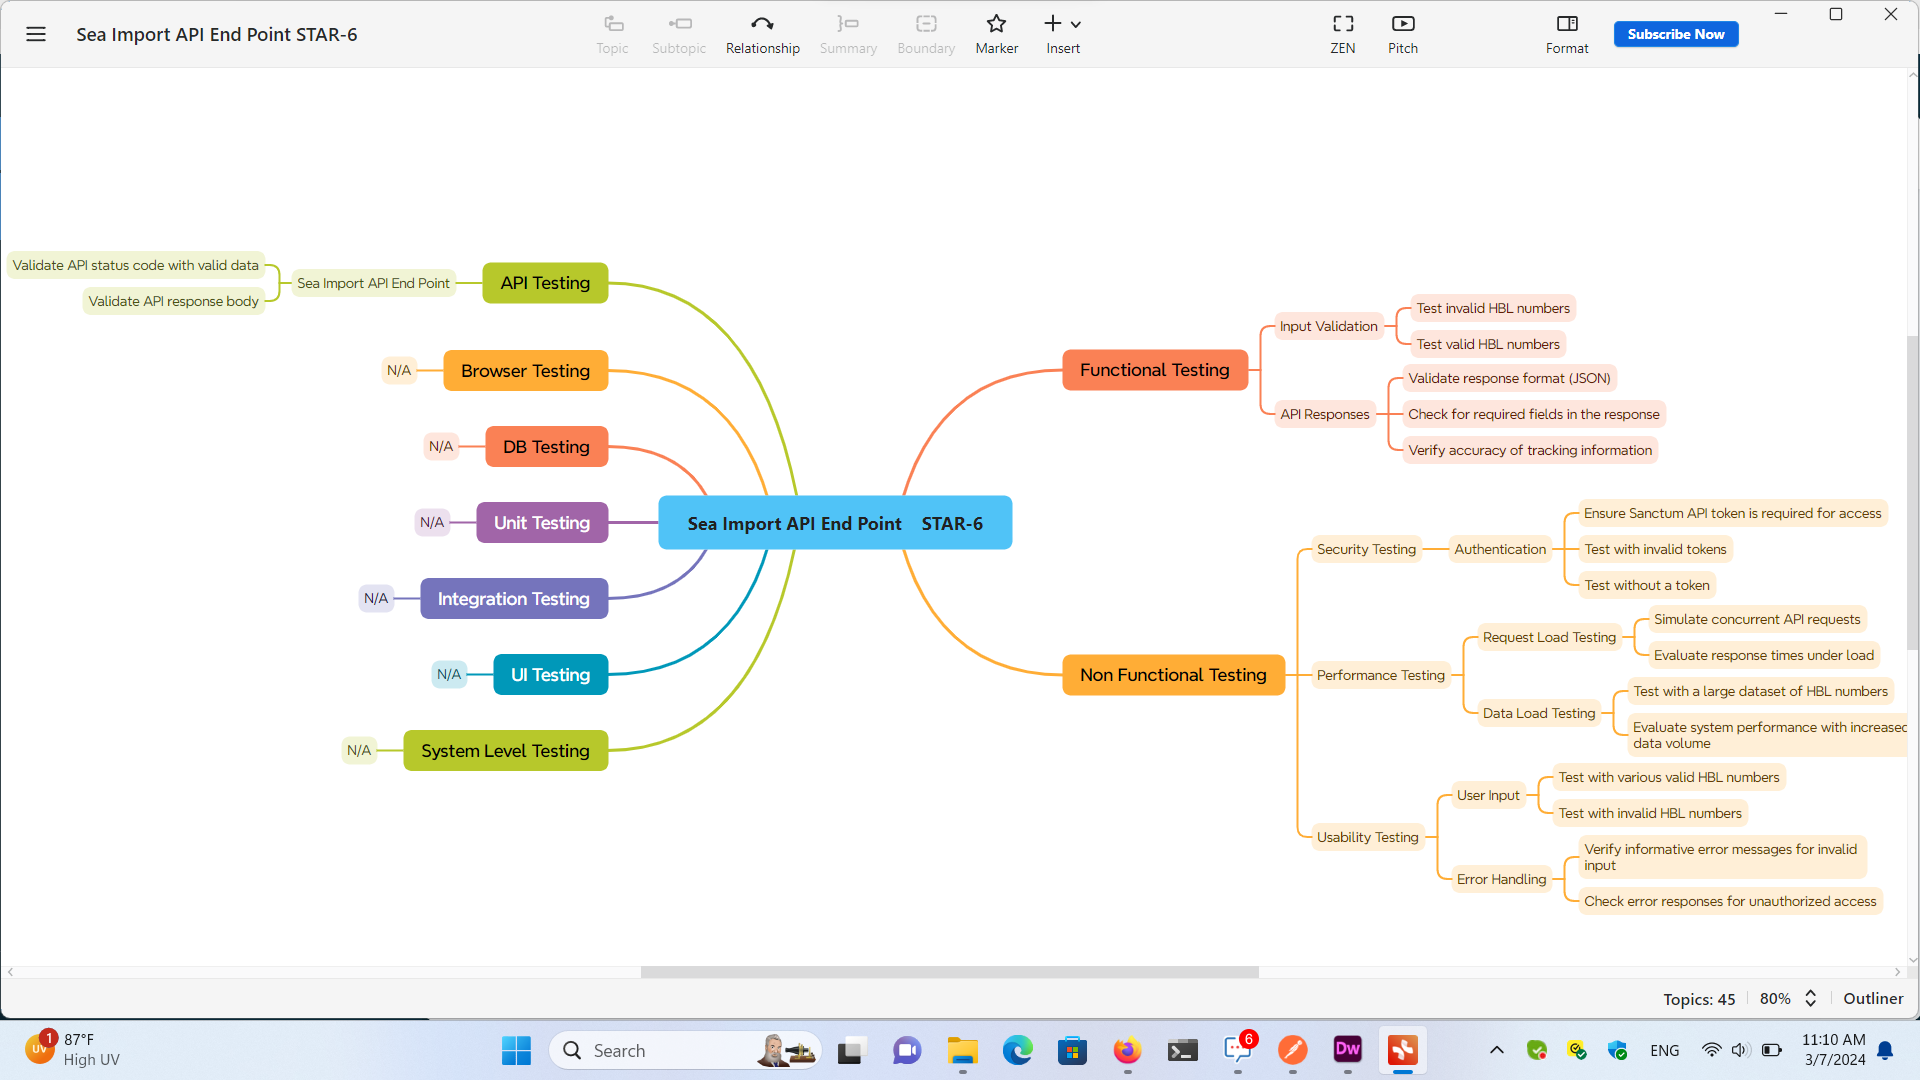 Sea Import API End Point STAR-6
Topic
Subtopic
Relationship
Summary
Boundary
Marker
Insert
ZEN
Pitch
Format
Subscribe Now
Validate API status code with valid data
Validate API response body
Sea Import API End Point
API Testing
N/A
Browser Testing
N/A
DB Testing
N/A
Unit Testing
N/A
Integration Testing
N/A
UI Testing
N/A
System Level Testing
Sea Import API End Point STAR-6
Functional Testing
Input Validation
Test invalid HBL numbers
Test valid HBL numbers
API Responses
Validate response format (JSON)
Check for required fields in the response
Verify accuracy of tracking information
Non Functional Testing
Security Testing
Authentication
Ensure Sanctum API token is required for access
Test with invalid tokens
Test without a token
Performance Testing
Request Load Testing
Simulate concurrent API requests
Evaluate response times under load
Data Load Testing
Test with a large dataset of HBL numbers
Evaluate system performance with increased
data volume
Usability Testing
User Input
Test with various valid HBL numbers
Test with invalid HBL numbers
Error Handling
Verify informative error messages for invalid
input
Check error responses for unauthorized access
Topics: 45
80%
Outliner
UV
1
87°F
High UV
Search
6
Dw
ENG
11:10 AM
3/7/2024